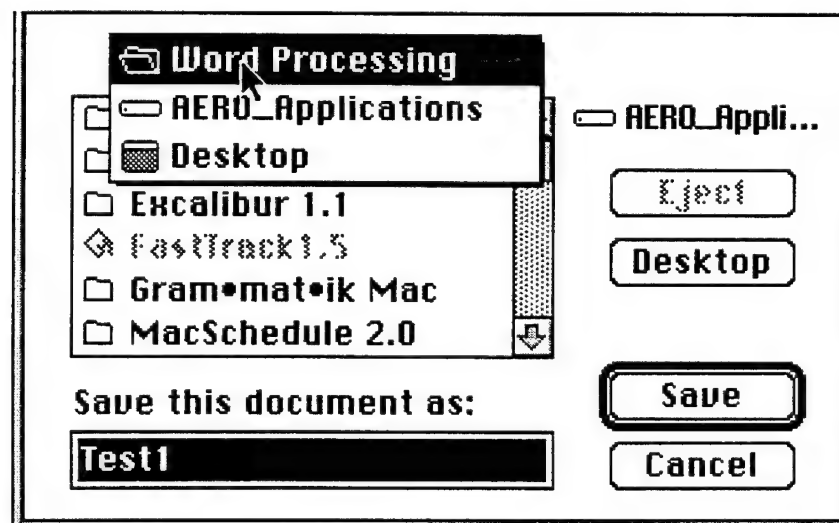 Word Processing
AERO_Applications
Desktop
AERO_Appli...
Excalibur 1.1
FastTrack1.5
Gram•mat•ik Mac
MacSchedule 2.0
Eject
Desktop
Save this document as:
Test1
Save
Cancel